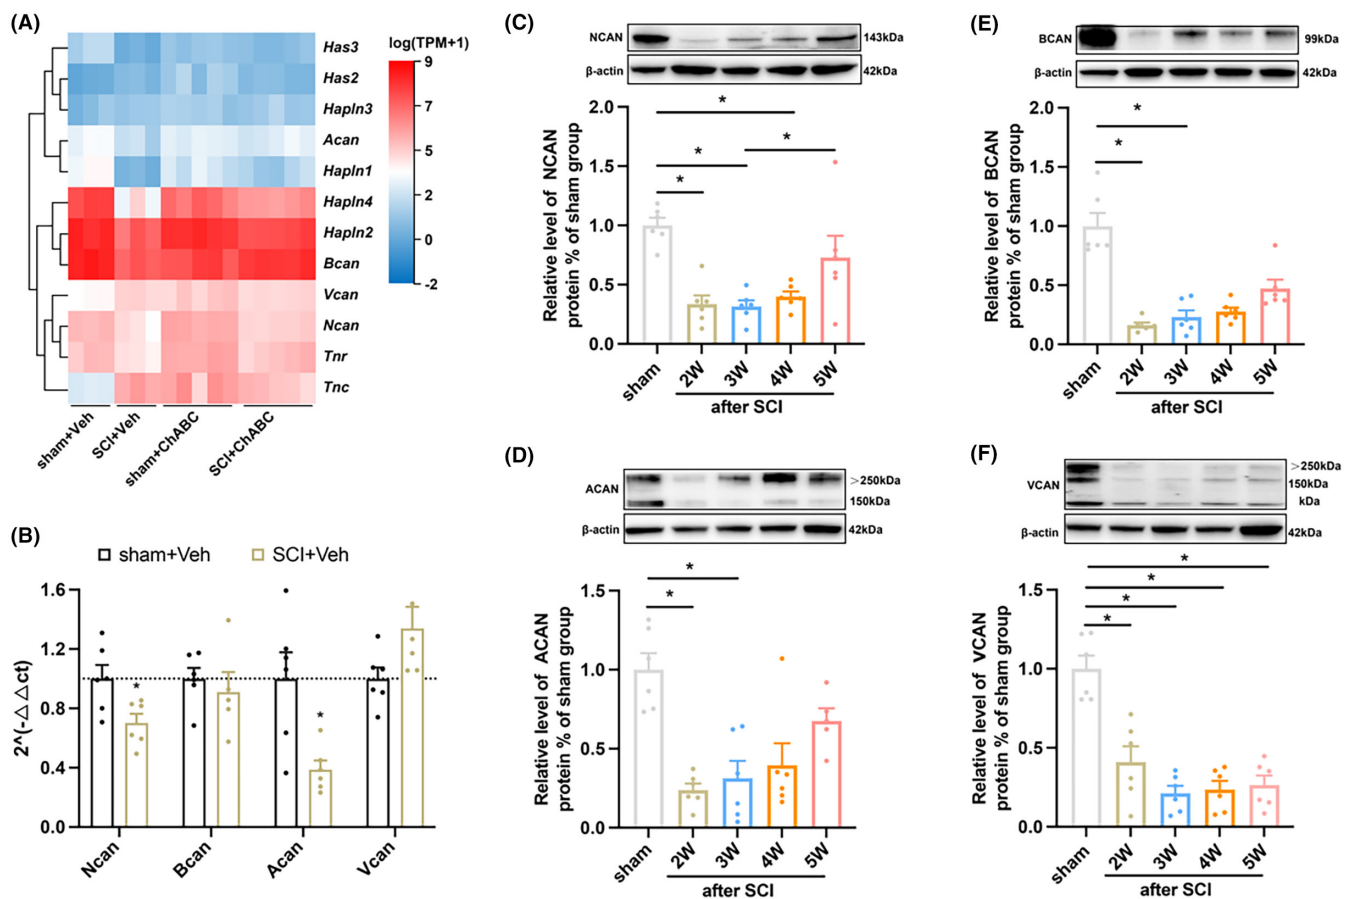 (A)
Has3
Has2
Hapln3
Acan
Hapln1
Hapln4
Hapln2
Bcan
Vcan
Ncan
Tnr
Tnc
log(TPM+1)
9
7
5
2
0
-2
sham+Veh
SCI+Veh
sham+ChABC
SCI+ChABC
(B)
sham+Veh
SCI+Veh
2^(-△△ct)
1.6
1.2
0.8
0.4
0.0
*
*
Ncan
Bcan
Acan
Vcan
(C)
NCAN
143kDa
β-actin
42kDa
Relative level of NCAN
protein % of sham group
2.0
1.5
1.0
0.5
0.0
*
*
*
*
sham
2W
3W
4W
5W
after SCI
(D)
ACAN
>250kDa
150kDa
β-actin
42kDa
Relative level of ACAN
protein % of sham group
1.5
1.0
0.5
0.0
*
*
sham
2W
3W
4W
5W
after SCI
(E)
BCAN
99kDa
β-actin
42kDa
Relative level of BCAN
protein % of sham group
2.0
1.5
1.0
0.5
0.0
*
*
sham
2W
3W
4W
5W
after SCI
(F)
VCAN
>250kDa
150kDa
kDa
β-actin
42kDa
Relative level of VCAN
protein % of sham group
1.5
1.0
0.5
0.0
*
*
*
*
sham
2W
3W
4W
5W
after SCI